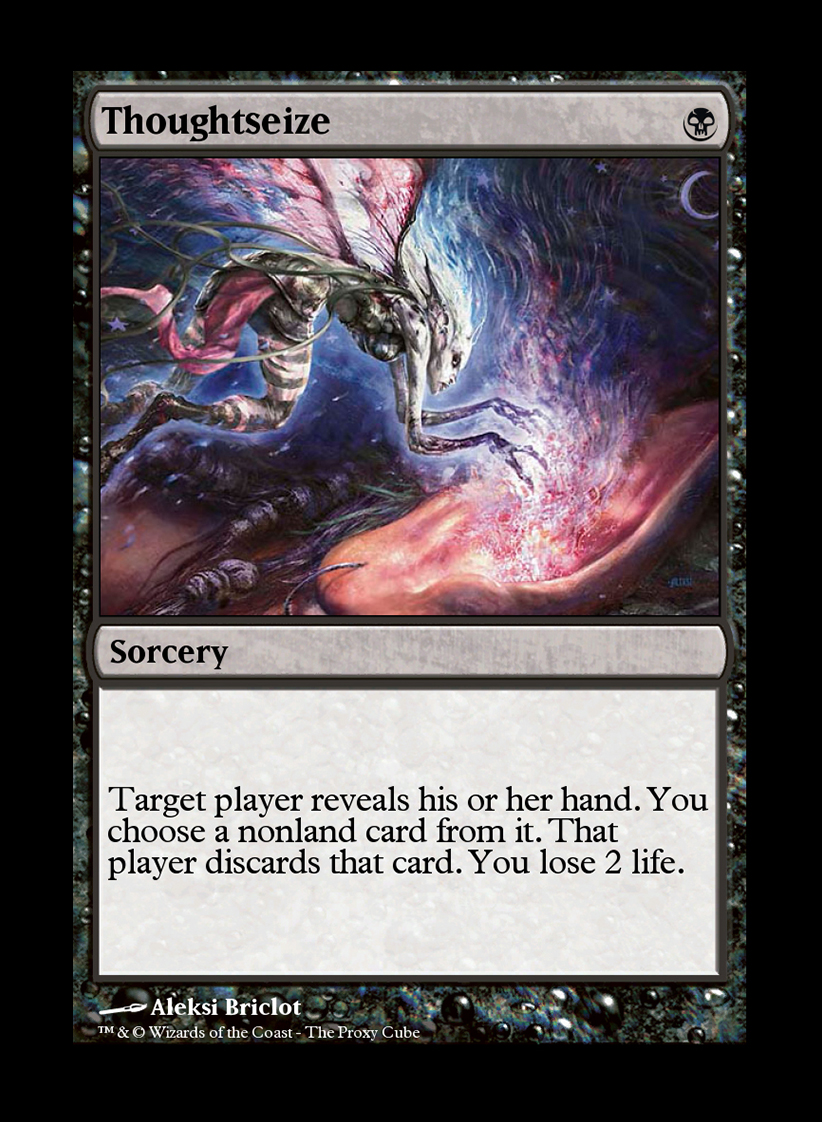 Thoughtseize
Sorcery
Target player reveals his or her hand. You
choose a nonland card from it. That
player discards that card. You lose 2 life.
Aleksi Briclot
™ & © Wizards of the Coast - The Proxy Cube